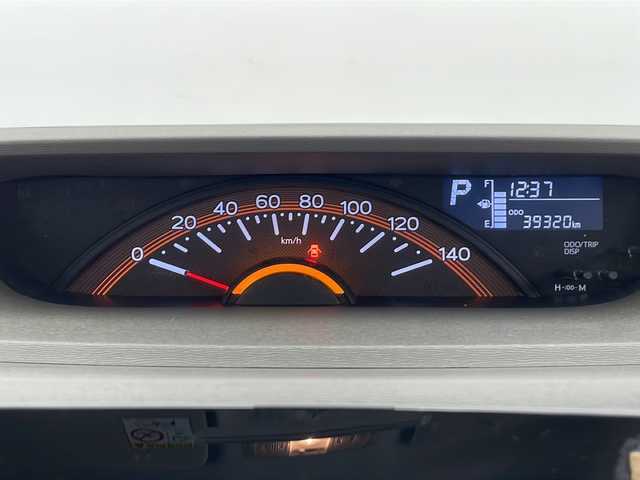 0 20 40 60 80 100 120 140
km/h
P
F
12:37
ODO
E 39320km
ODO/TRIP
DISP
H -:00- M